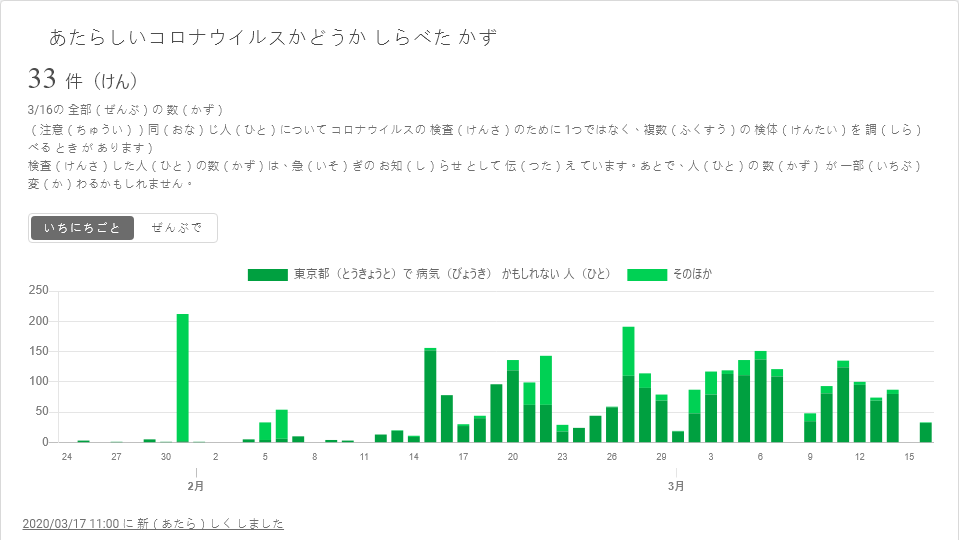 あたらしいコロナウイルスかどうか しらべた かず
33 件（けん）
3/16の 全部（ぜんぶ）の 数（かず）
（注意（ちゅうい））同（おな）じ人（ひと）について コロナウイルスの 検査（けんさ）のために 1つではなく、複数（ふくすう）の 検体（けんたい）を 調（しら）
べる とき が あります）
検査（けんさ）した人（ひと）の数（かず）は、急（いそ）ぎの お知（し）らせ として 伝（つた）え ています。あとで、人（ひと）の 数（かず） が 一部（いちぶ）
変（か）わるかもしれません。
いちにちごと ぜんぶで
東京都（とうきょうと）で 病気（びょうき） かもしれない 人（ひと） そのほか
250
200
150
100
50
0
24 27 30 2 5 8 11 14 17 20 23 26 29 3 6 9 12 15
2月 3月
2020/03/17 11:00 に 新（あたら）しく しました